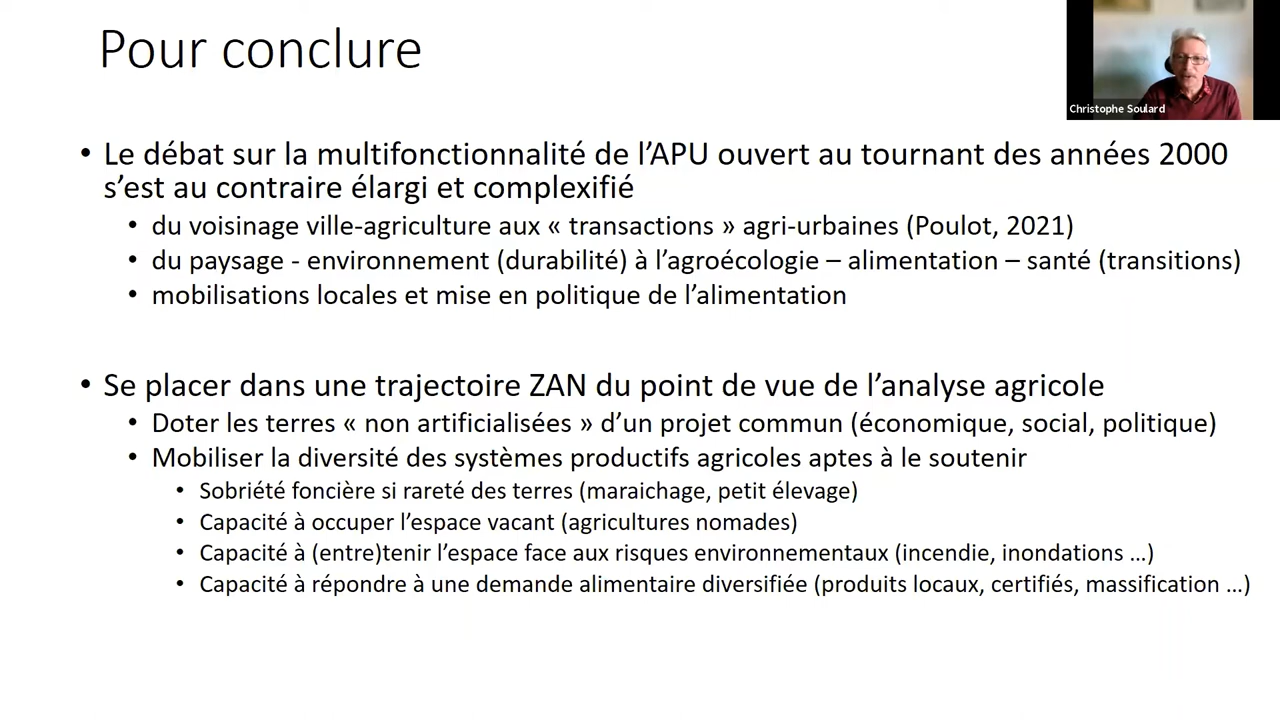 Pour conclure
Christophe Soulard
• Le débat sur la multifonctionnalité de l’APU ouvert au tournant des années 2000
s’est au contraire élargi et complexifié
• du voisinage ville-agriculture aux « transactions » agri-urbaines (Poulot, 2021)
• du paysage - environnement (durabilité) à l’agroécologie – alimentation – santé (transitions)
• mobilisations locales et mise en politique de l’alimentation
• Se placer dans une trajectoire ZAN du point de vue de l’analyse agricole
• Doter les terres « non artificialisées » d’un projet commun (économique, social, politique)
• Mobiliser la diversité des systèmes productifs agricoles aptes à le soutenir
• Sobriété foncière si rareté des terres (maraichage, petit élevage)
• Capacité à occuper l’espace vacant (agricultures nomades)
• Capacité à (entre)tenir l’espace face aux risques environnementaux (incendie, inondations …)
• Capacité à répondre à une demande alimentaire diversifiée (produits locaux, certifiés, massification …)